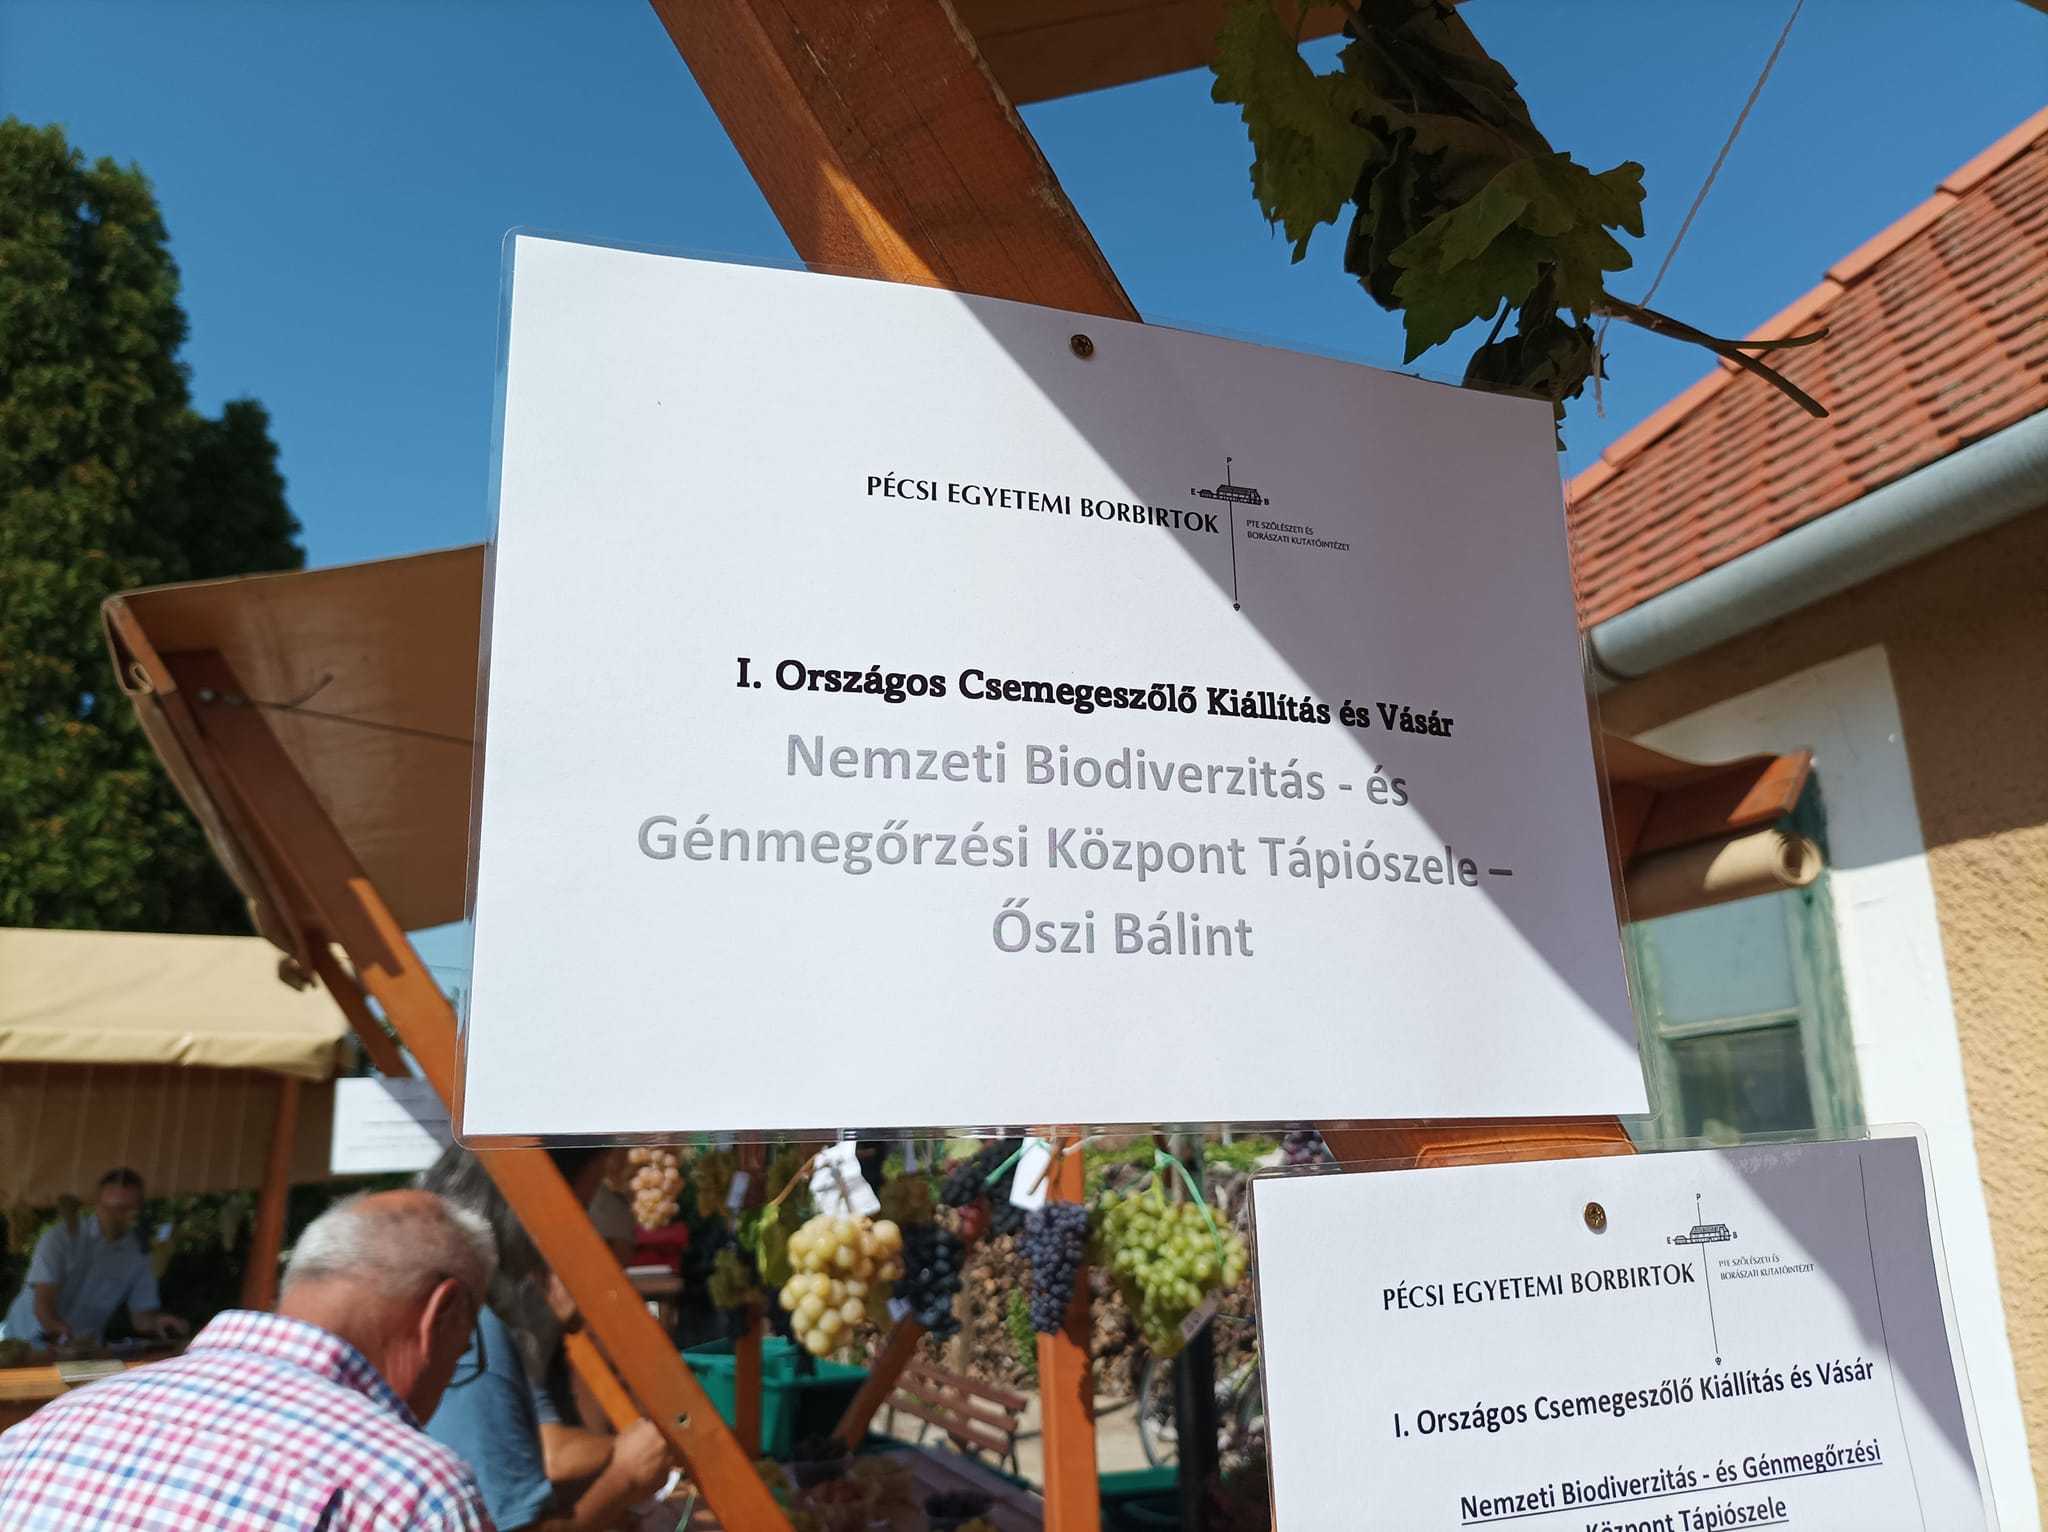 P
E B
PÉCSI EGYETEMI BORBIRTOK
PTE SZŐLÉSZETI ÉS
BORÁSZATI KUTATÓINTÉZET
I. Országos Csemegeszőlő Kiállítás és Vásár
Nemzeti Biodiverzitás - és
Génmegőrzési Központ Tápiószele –
Őszi Bálint
P
E B
PÉCSI EGYETEMI BORBIRTOK
PTE SZŐLÉSZETI ÉS
BORÁSZATI KUTATÓINTÉZET
I. Országos Csemegeszőlő Kiállítás és Vásár
Nemzeti Biodiverzitás - és Génmegőrzési
Központ Tápiószele